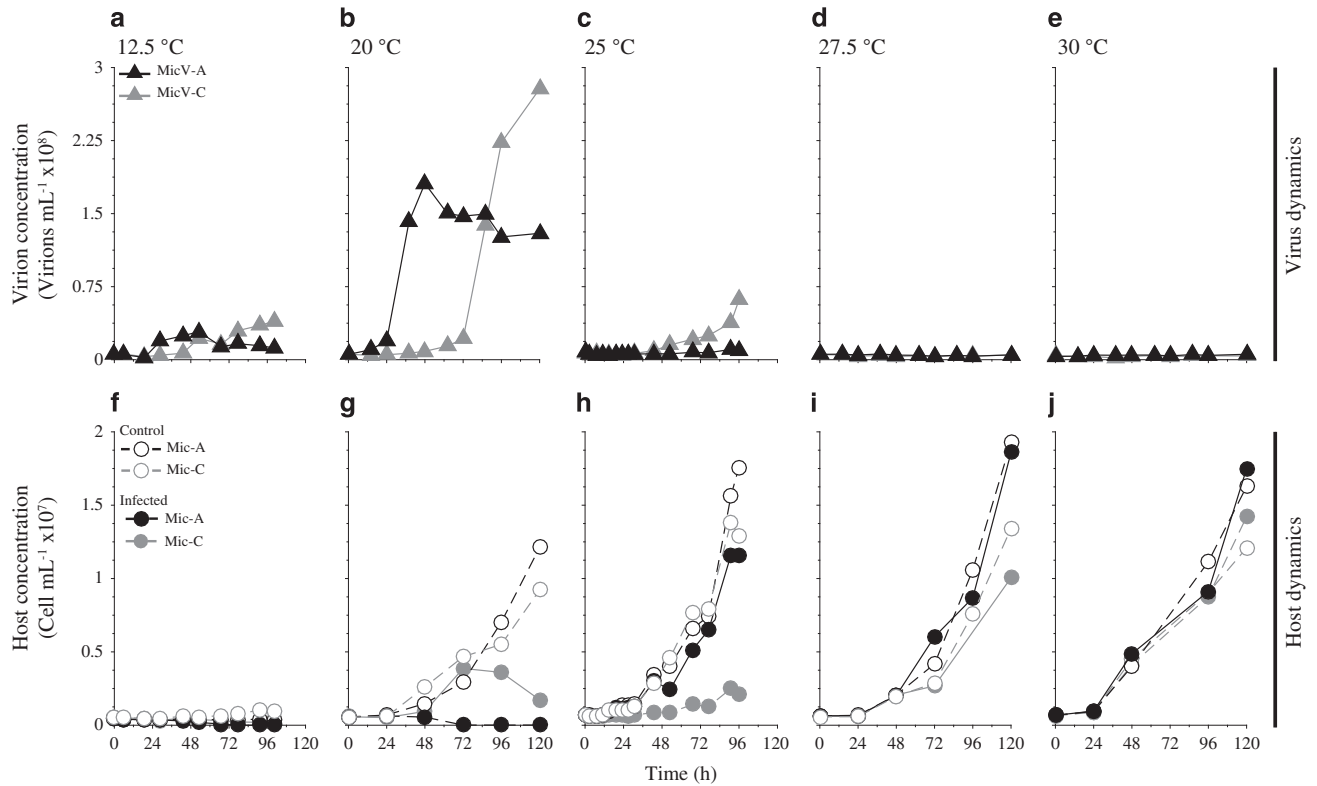 a b c d e
12.5 °C 20 °C 25 °C 27.5 °C 30 °C
MicV-A
MicV-C
3
2.25
1.5
0.75
0
Virion concentration
(Virions mL⁻¹ x10⁸)
Virus dynamics
f g h i j
Control
Mic-A
Mic-C
Infected
Mic-A
Mic-C
2
1.5
1
0.5
0
Host concentration
(Cell mL⁻¹ x10⁷)
Host dynamics
0 24 48 72 96 120 0 24 48 72 96 120 0 24 48 72 96 120 0 24 48 72 96 120 0 24 48 72 96 120
Time (h)